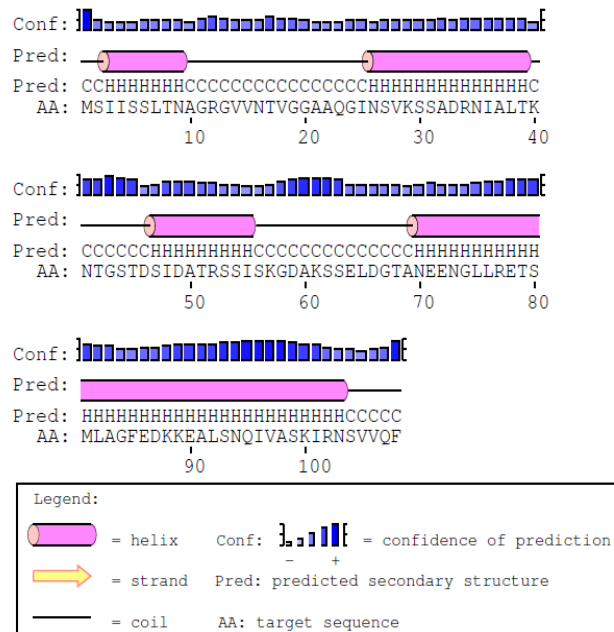 Conf:
Pred:
Pred: CCHHHHHHHCCCCCCCCCCCCCCCCHHHHHHHHHHHHHHC
AA: MSIISSLTNAGRGVVNTVGGAAQGINSVKSSADRNIALTK
10 20 30 40
Conf:
Pred:
Pred: CCCCCCHHHHHHHHHCCCCCCCCCCCCCCHHHHHHHHHHH
AA: NTGSTDSIDATRSSISKGDAKSSELDGTANEENGLLRETS
50 60 70 80
Conf:
Pred:
Pred: HHHHHHHHHHHHHHHHHHHHHHHCCCCC
AA: MLAGFEDKKEALSNQIVASKIRNSVVQF
90 100
Legend:
= helix Conf: = confidence of prediction
- +
= strand Pred: predicted secondary structure
= coil AA: target sequence